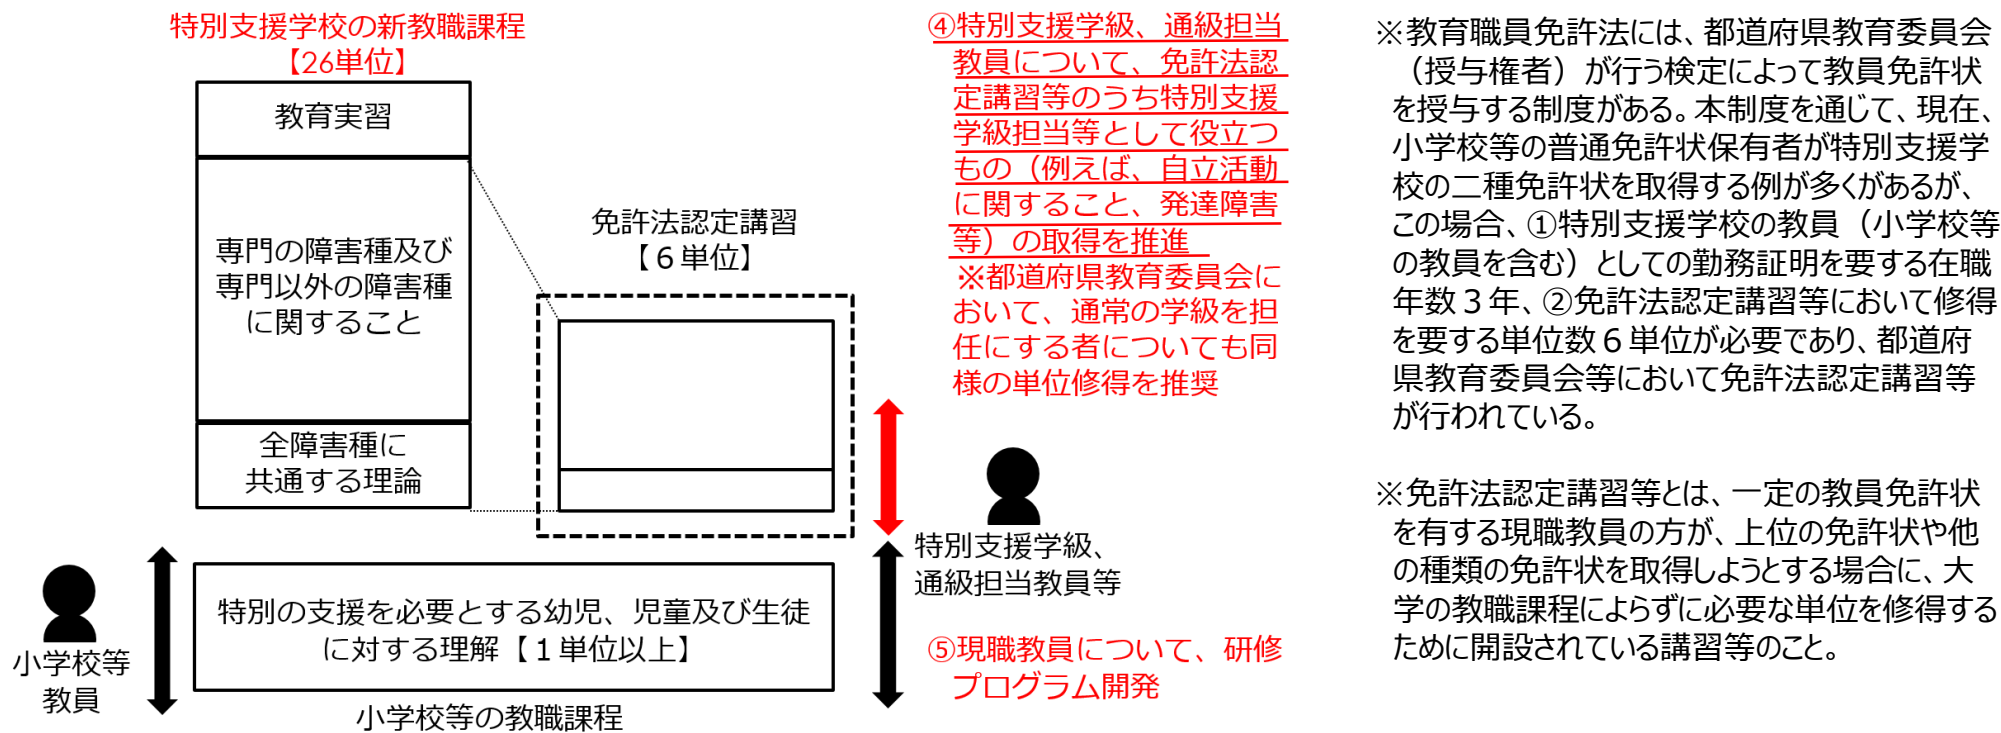 特別支援学校の新教職課程
【26単位】
教育実習
専門の障害種及び
専門以外の障害種
に関すること
全障害種に
共通する理論
免許法認定講習
【６単位】
小学校等
教員
特別の支援を必要とする幼児、児童及び生徒
に対する理解【１単位以上】
小学校等の教職課程
④特別支援学級、通級担当
教員について、免許法認
定講習等のうち特別支援
学級担当等として役立つ
もの（例えば、自立活動
に関すること、発達障害
等）の取得を推進
※都道府県教育委員会に
おいて、通常の学級を担
任にする者についても同
様の単位修得を推奨
特別支援学級、
通級担当教員等
⑤現職教員について、研修
プログラム開発
※教育職員免許法には、都道府県教育委員会
（授与権者）が行う検定によって教員免許状
を授与する制度がある。本制度を通じて、現在、
小学校等の普通免許状保有者が特別支援学
校の二種免許状を取得する例が多くがあるが、
この場合、①特別支援学校の教員（小学校等
の教員を含む）としての勤務証明を要する在職
年数３年、②免許法認定講習等において修得
を要する単位数６単位が必要であり、都道府
県教育委員会等において免許法認定講習等
が行われている。
※免許法認定講習等とは、一定の教員免許状
を有する現職教員の方が、上位の免許状や他
の種類の免許状を取得しようとする場合に、大
学の教職課程によらずに必要な単位を修得する
ために開設されている講習等のこと。